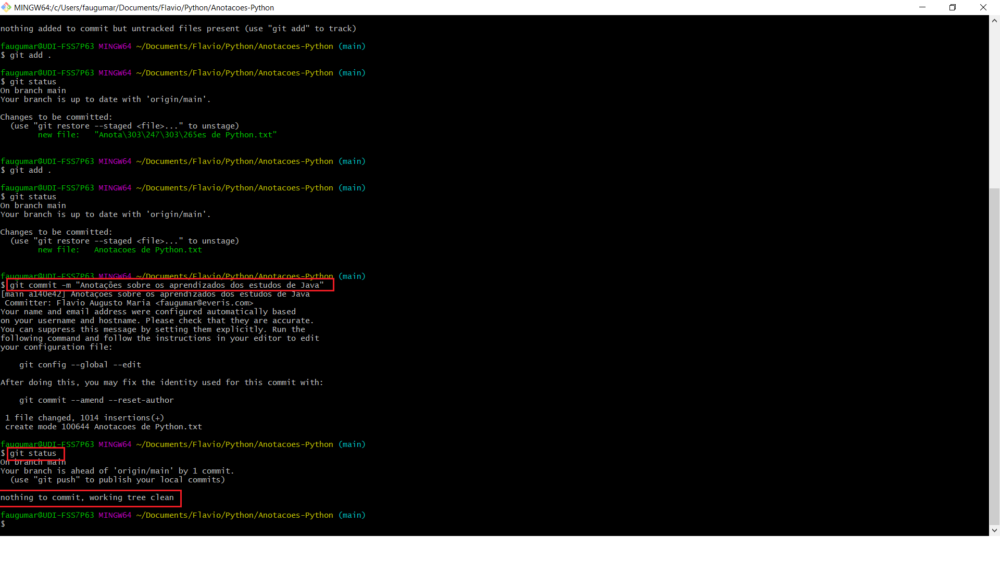 MINGW64:/c/Users/faugumar/Documents/Flavio/Python/Anotacoes-Python
nothing added to commit but untracked files present (use "git add" to track)
faugumar@UDI-FSS7P63 MINGW64 ~/Documents/Flavio/Python/Anotacoes-Python (main)
$ git add .
faugumar@UDI-FSS7P63 MINGW64 ~/Documents/Flavio/Python/Anotacoes-Python (main)
$ git status
On branch main
Your branch is up to date with 'origin/main'.
Changes to be committed:
  (use "git restore --staged <file>..." to unstage)
        new file:   "Anota\303\247\303\265es de Python.txt"
faugumar@UDI-FSS7P63 MINGW64 ~/Documents/Flavio/Python/Anotacoes-Python (main)
$ git add .
faugumar@UDI-FSS7P63 MINGW64 ~/Documents/Flavio/Python/Anotacoes-Python (main)
$ git status
On branch main
Your branch is up to date with 'origin/main'.
Changes to be committed:
  (use "git restore --staged <file>..." to unstage)
        new file:   Anotacoes de Python.txt
faugumar@UDI-FSS7P63 MINGW64 ~/Documents/Flavio/Python/Anotacoes-Python (main)
$ git commit -m "Anotações sobre os aprendizados dos estudos de Java"
[main a140e42] Anotações sobre os aprendizados dos estudos de Java
 Committer: Flavio Augusto Maria <faugumar@everis.com>
Your name and email address were configured automatically based
on your username and hostname. Please check that they are accurate.
You can suppress this message by setting them explicitly. Run the
following command and follow the instructions in your editor to edit
your configuration file:
    git config --global --edit
After doing this, you may fix the identity used for this commit with:
    git commit --amend --reset-author
 1 file changed, 1014 insertions(+)
 create mode 100644 Anotacoes de Python.txt
faugumar@UDI-FSS7P63 MINGW64 ~/Documents/Flavio/Python/Anotacoes-Python (main)
$ git status
On branch main
Your branch is ahead of 'origin/main' by 1 commit.
  (use "git push" to publish your local commits)
nothing to commit, working tree clean
faugumar@UDI-FSS7P63 MINGW64 ~/Documents/Flavio/Python/Anotacoes-Python (main)
$